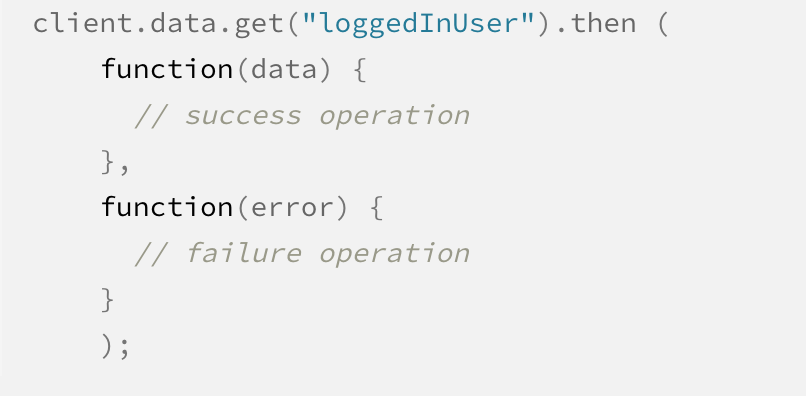 client.data.get("loggedInUser").then (
    function(data) {
      // success operation
    },
    function(error) {
      // failure operation
    }
    );